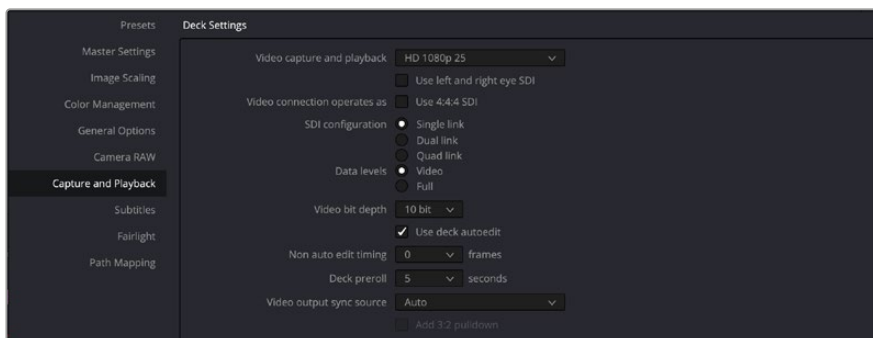 Presets
Master Settings
Image Scaling
Color Management
General Options
Camera RAW
Capture and Playback
Subtitles
Fairlight
Path Mapping
Deck Settings
Video capture and playback HD 1080p 25
Use left and right eye SDI
Video connection operates as Use 4:4:4 SDI
SDI configuration Single link
Dual link
Quad link
Data levels Video
Full
Video bit depth 10 bit
Use deck autoedit
Non auto edit timing 0 frames
Deck preroll 5 seconds
Video output sync source Auto
Add 3:2 pulldown